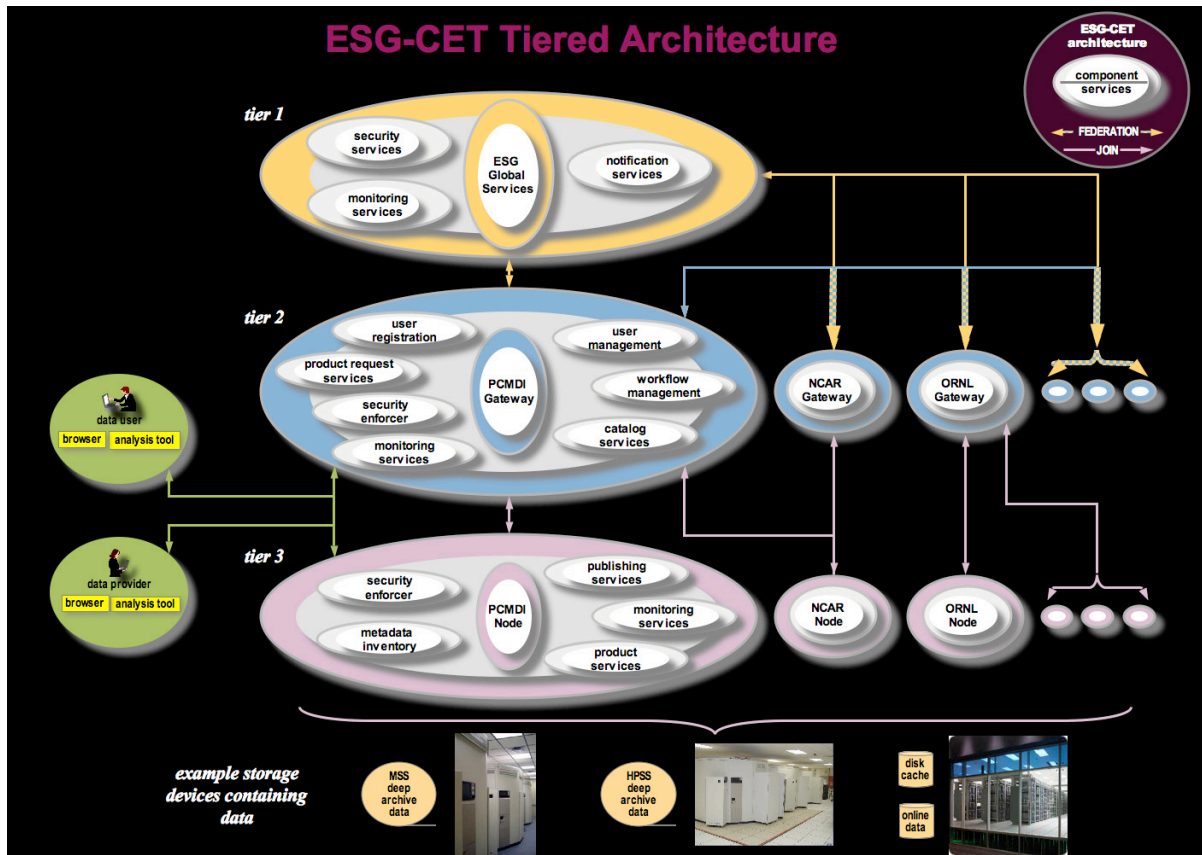 ESG-CET Tiered Architecture
ESG-CET
architecture
component
services
FEDERATION
JOIN
tier 1
security
services
monitoring
services
ESG
Global
Services
notification
services
tier 2
user
registration
product request
services
security
enforcer
monitoring
services
PCMDI
Gateway
user
management
workflow
management
catalog
services
NCAR
Gateway
ORNL
Gateway
data user
browser
analysis tool
data provider
browser
analysis tool
tier 3
security
enforcer
metadata
inventory
PCMDI
Node
publishing
services
monitoring
services
product
services
NCAR
Node
ORNL
Node
example storage
devices containing
data
MSS
deep
archive
data
HPSS
deep
archive
data
disk
cache
online
data